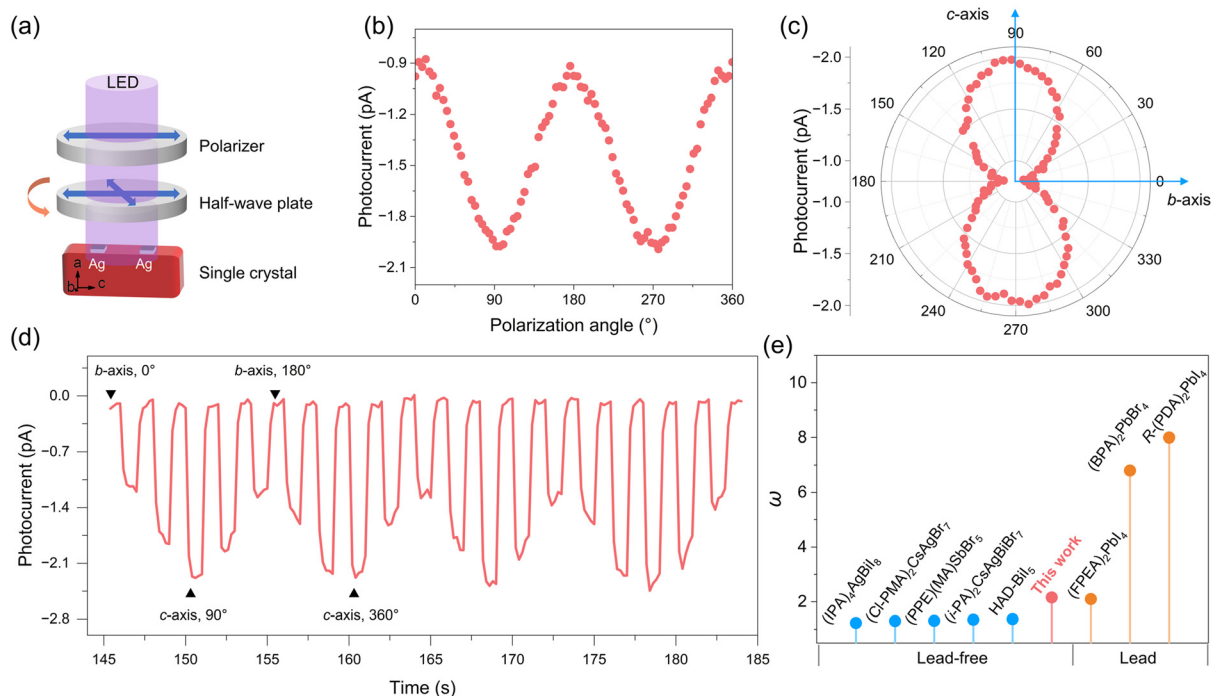 (a)
LED
Polarizer
Half-wave plate
Ag
Ag
a
b
c
Single crystal
(b)
Photocurrent (pA)
−0.9
−1.2
−1.5
−1.8
−2.1
0
90
180
270
360
Polarization angle (°)
(c)
c-axis
90
120
60
150
30
180
0
b-axis
210
330
240
300
270
Photocurrent (pA)
−2.0
−1.5
−1.0
−1.0
−1.5
−2.0
(d)
b-axis, 0°
b-axis, 180°
c-axis, 90°
c-axis, 360°
Photocurrent (pA)
0.0
−0.7
−1.4
−2.1
−2.8
145
150
155
160
165
170
175
180
185
Time (s)
(e)
ω
10
8
6
4
2
(IPA)₄AgBiI₈
(Cl-PMA)₂CsAgBr₇
(PPE)(MA)SbBr₅
(i-PA)₂CsAgBiBr₇
HAD-BiI₅
This work
(FPEA)₂PbI₄
(BPA)₂PbBr₄
R-(PDA)₂PbI₄
Lead-free
Lead